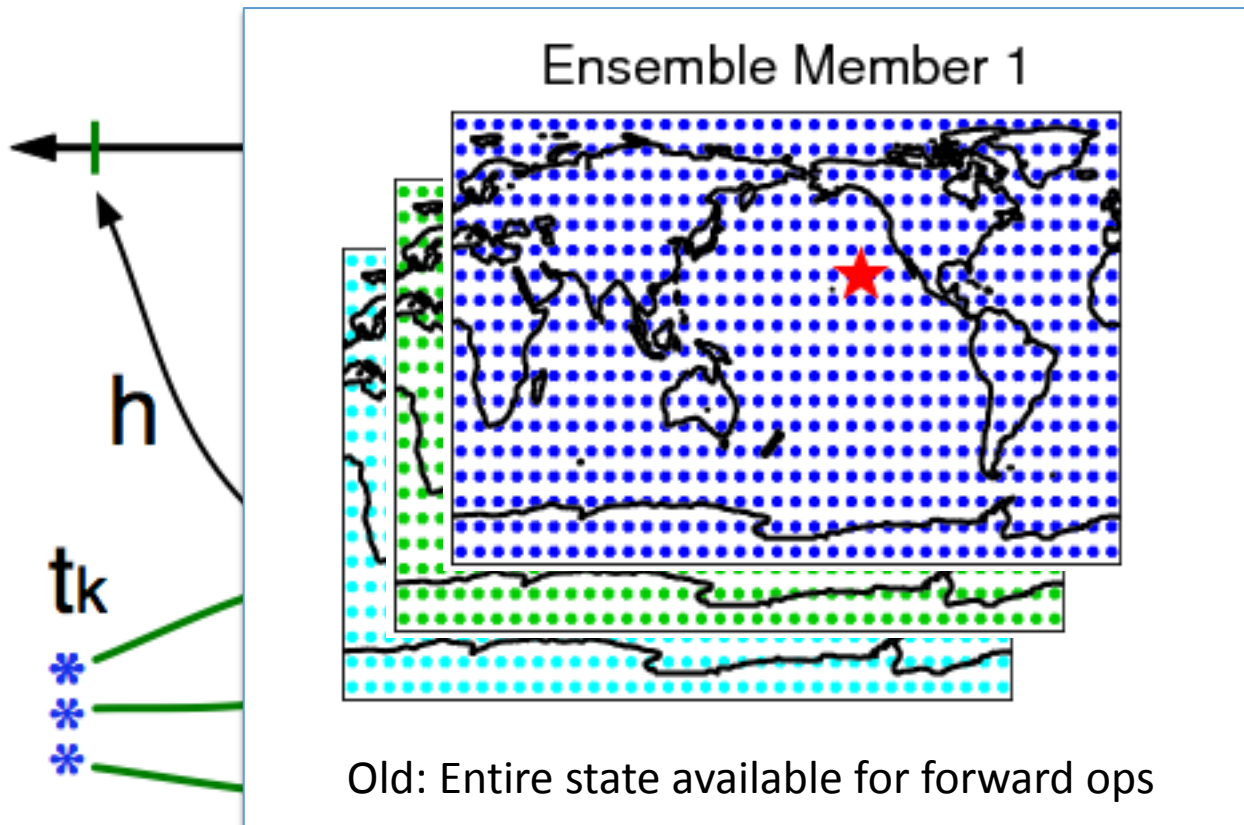 Ensemble Member 1
h
tk
***
Old: Entire state available for forward ops